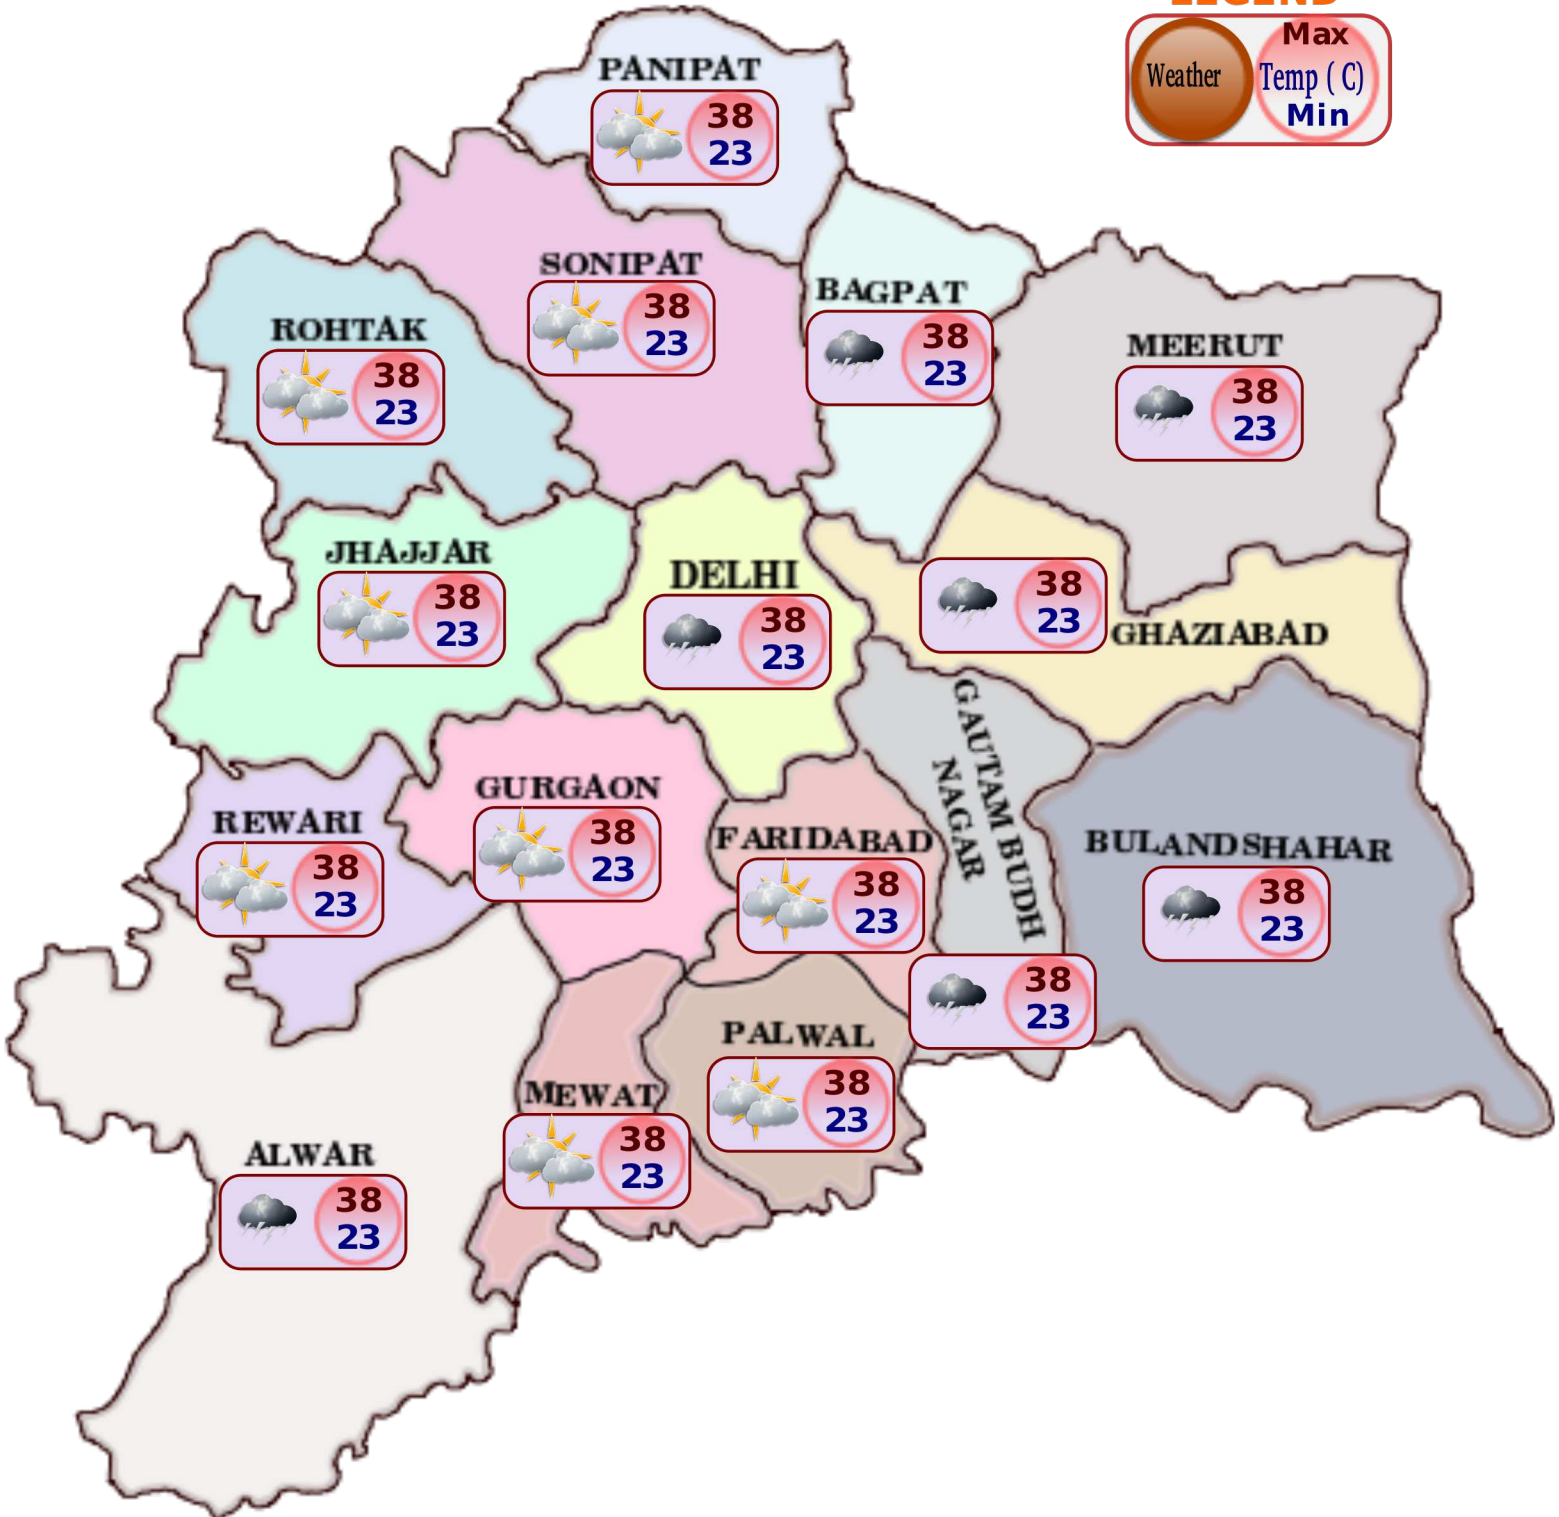 LEGEND
Max
Weather
Temp ( C)
Min
PANIPAT
38
23
SONIPAT
38
23
BAGPAT
38
23
ROHTAK
38
23
MEERUT
38
23
JHAJJAR
38
23
DELHI
38
23
38
23
GHAZIABAD
GAUTAM BUDH
NAGAR
38
23
GURGAON
38
23
REWARI
38
23
FARIDABAD
38
23
BULANDSHAHAR
38
23
PALWAL
38
23
MEWAT
38
23
ALWAR
38
23